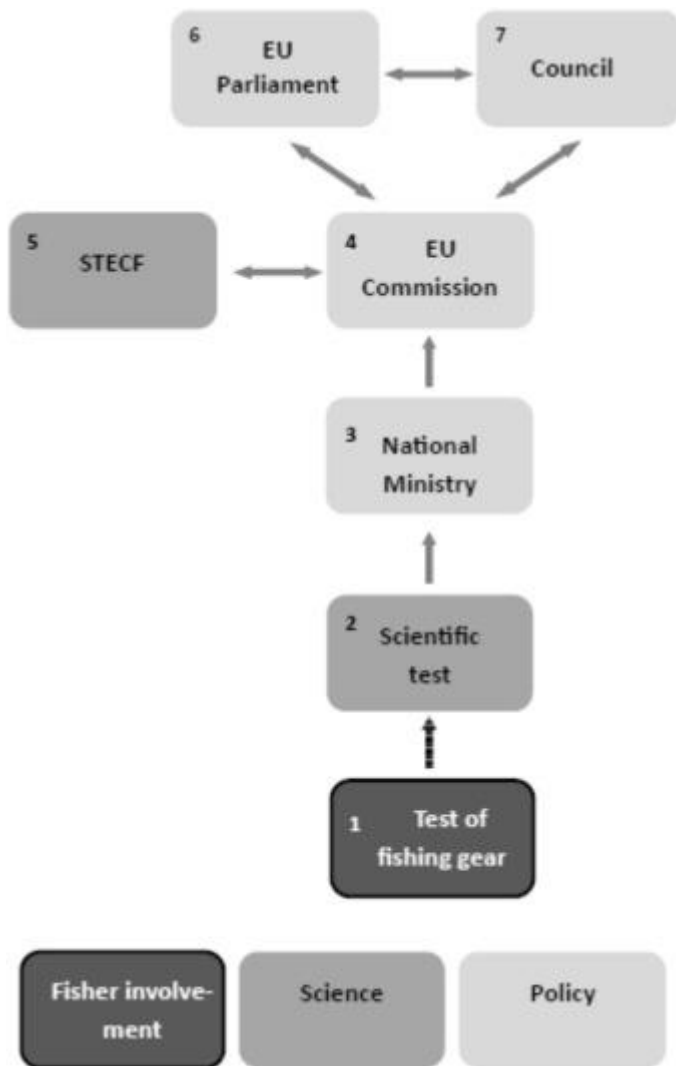 6
EU
Parliament
7
Council
5
STECF
4
EU
Commission
3
National
Ministry
2
Scientific
test
1
Test of
fishing gear
Fisher involve-
ment
Science
Policy